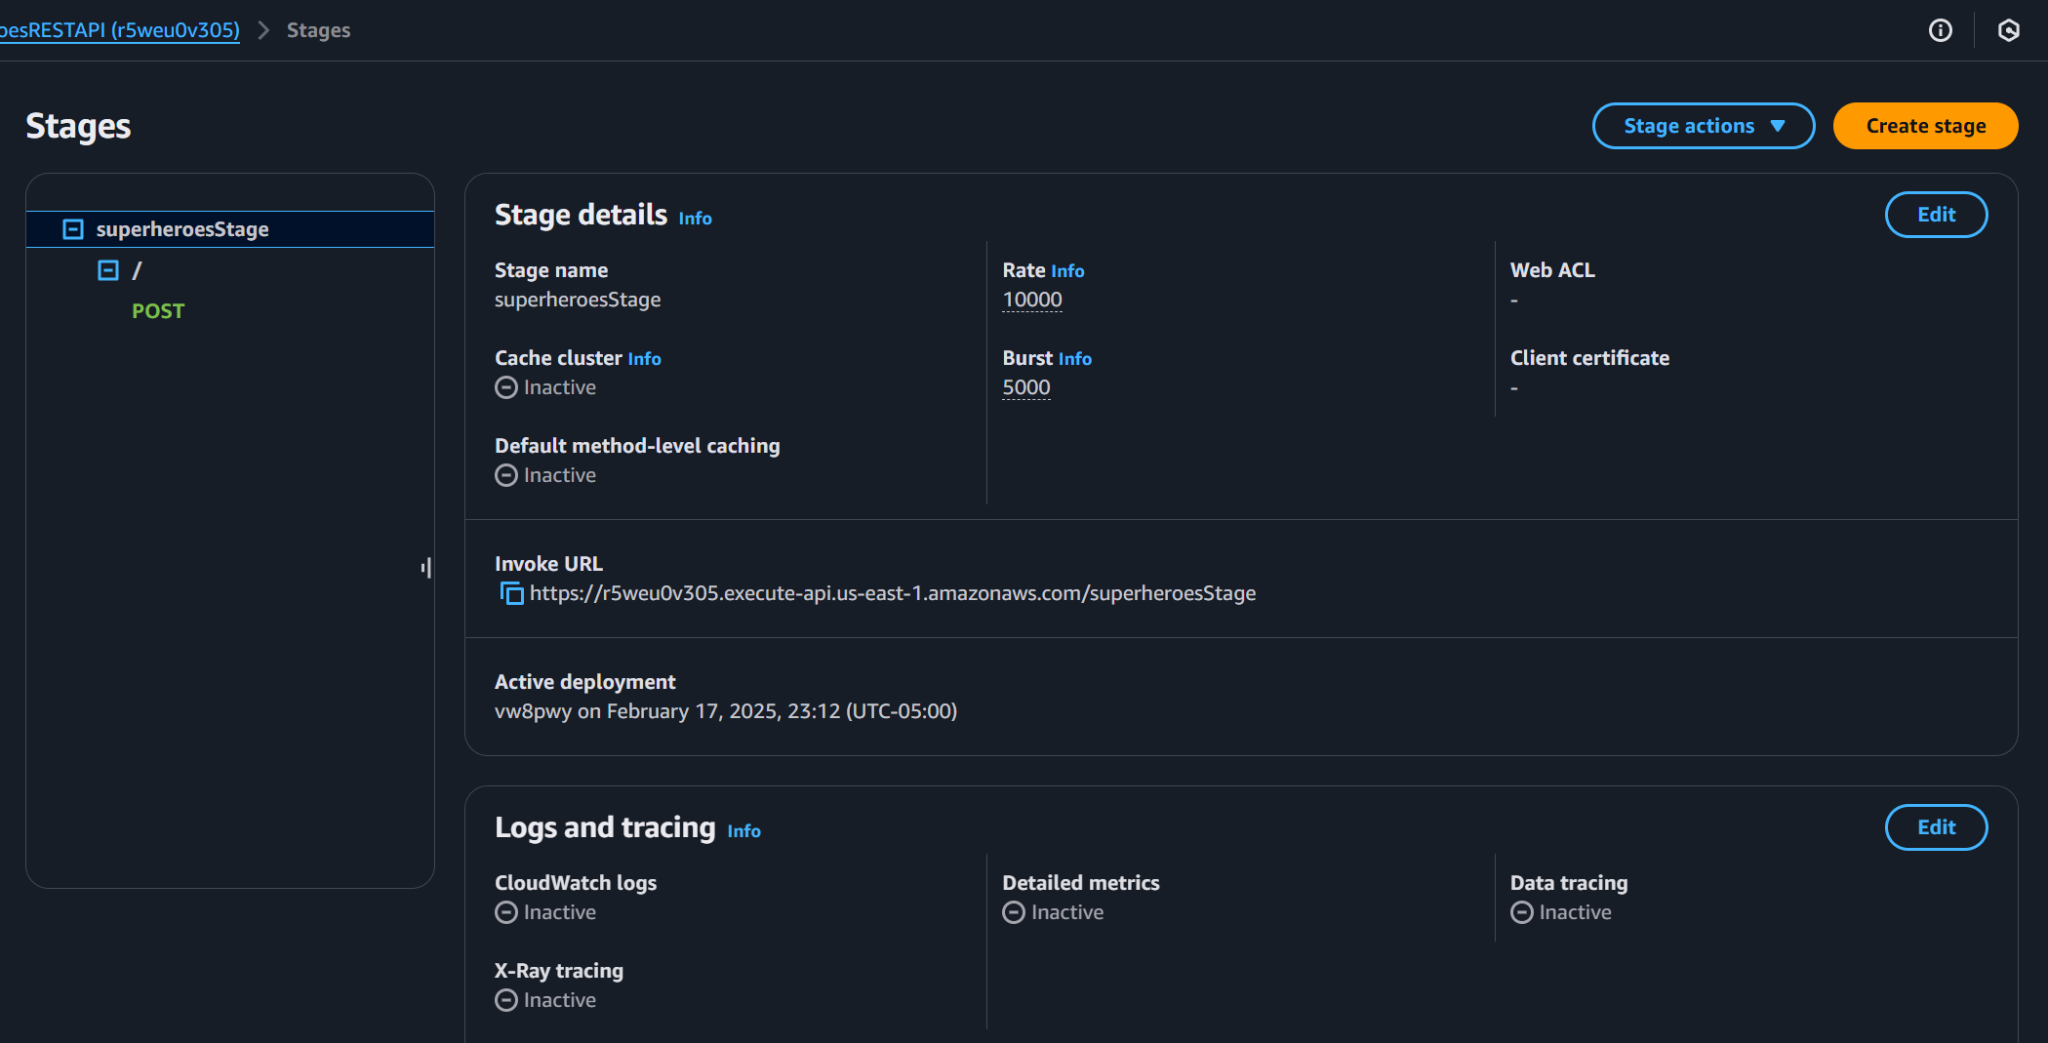 oesRESTAPI (r5weu0v305) > Stages
Stages
Stage actions ▼
Create stage
superheroesStage
/
POST
Stage details Info
Edit
Stage name
superheroesStage
Rate Info
10000
Web ACL
-
Cache cluster Info
Inactive
Burst Info
5000
Client certificate
-
Default method-level caching
Inactive
Invoke URL
https://r5weu0v305.execute-api.us-east-1.amazonaws.com/superheroesStage
Active deployment
vw8pwy on February 17, 2025, 23:12 (UTC-05:00)
Logs and tracing Info
Edit
CloudWatch logs
Inactive
Detailed metrics
Inactive
Data tracing
Inactive
X-Ray tracing
Inactive